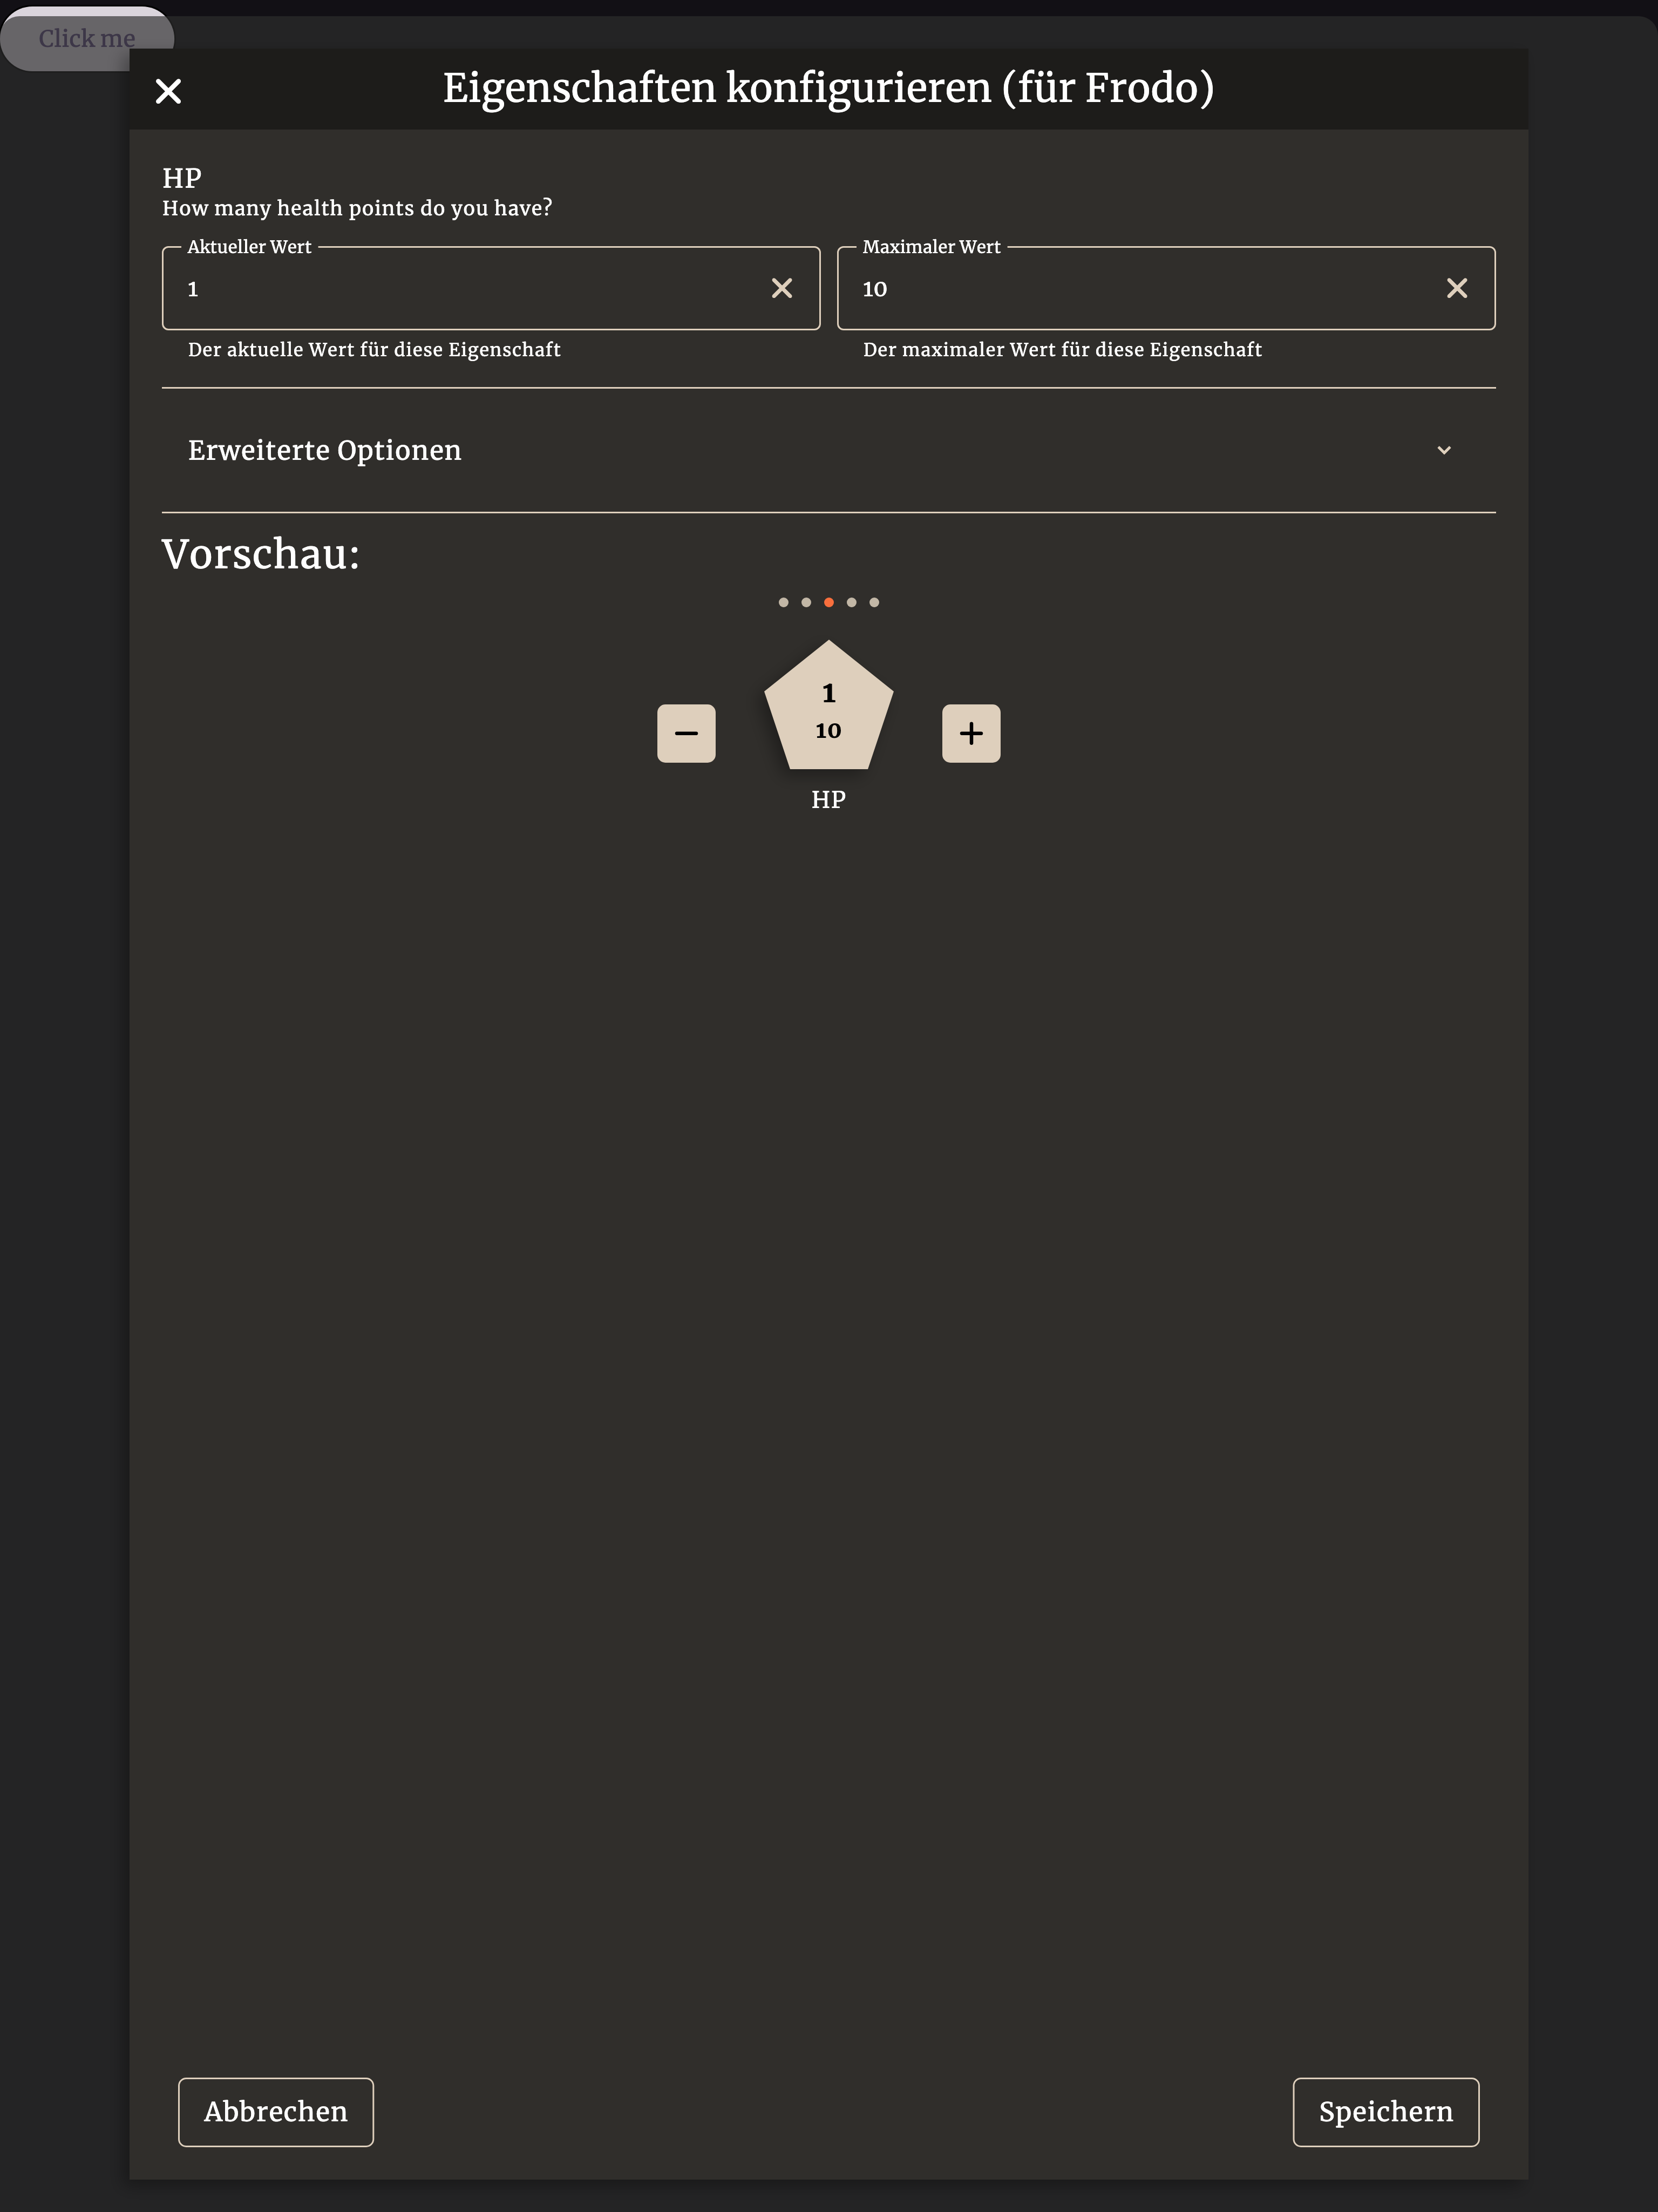 Click me
Eigenschaften konfigurieren (für Frodo)
HP
How many health points do you have?
Aktueller Wert
Maximaler Wert
1
10
Der aktuelle Wert für diese Eigenschaft
Der maximaler Wert für diese Eigenschaft
Erweiterte Optionen
Vorschau:
1
10
HP
Abbrechen
Speichern